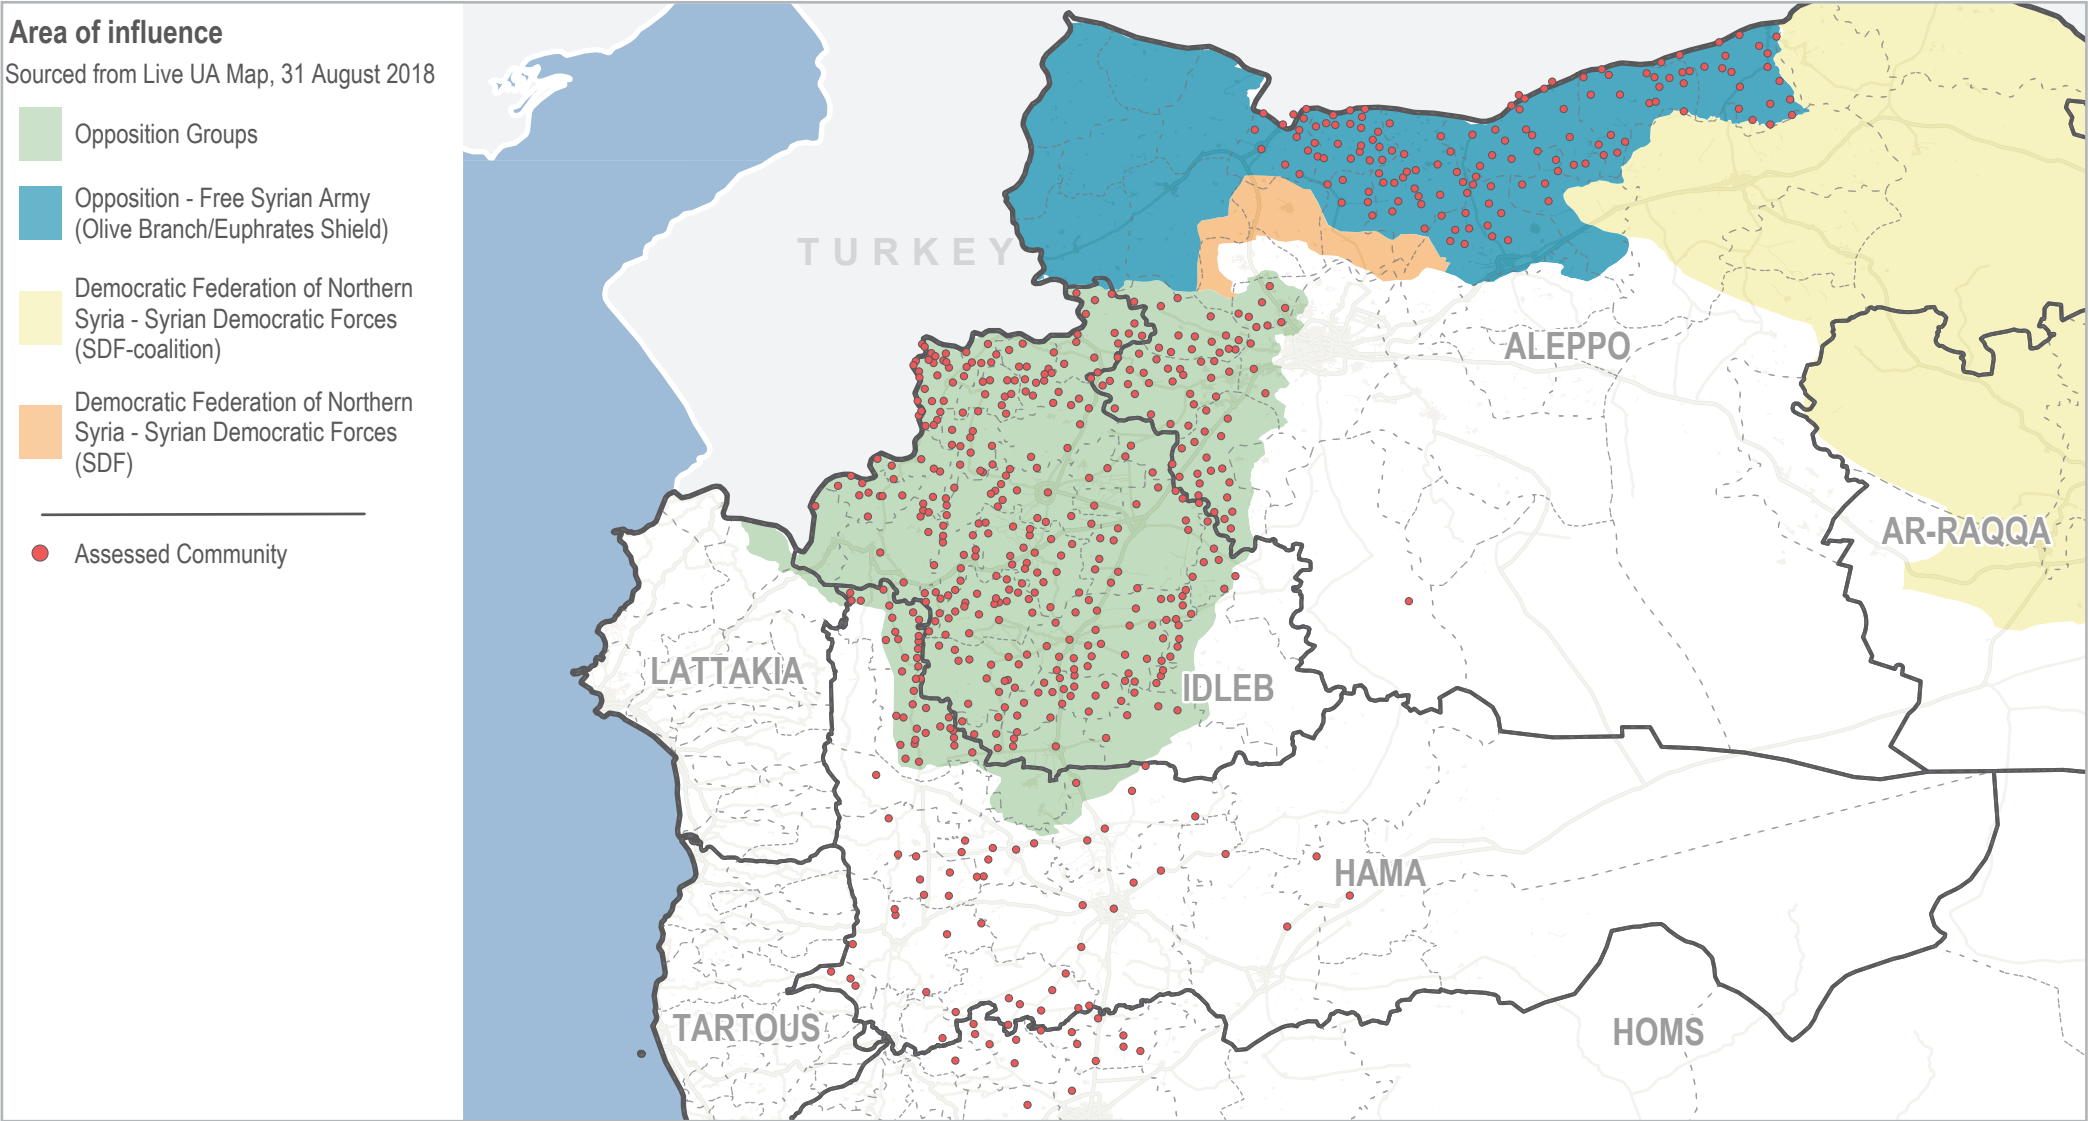 Area of influence
Sourced from Live UA Map, 31 August 2018
Opposition Groups
Opposition - Free Syrian Army
(Olive Branch/Euphrates Shield)
Democratic Federation of Northern
Syria - Syrian Democratic Forces
(SDF-coalition)
Democratic Federation of Northern
Syria - Syrian Democratic Forces
(SDF)
Assessed Community
TURKEY
ALEPPO
AR-RAQQA
LATTAKIA
IDLEB
HAMA
TARTOUS
HOMS